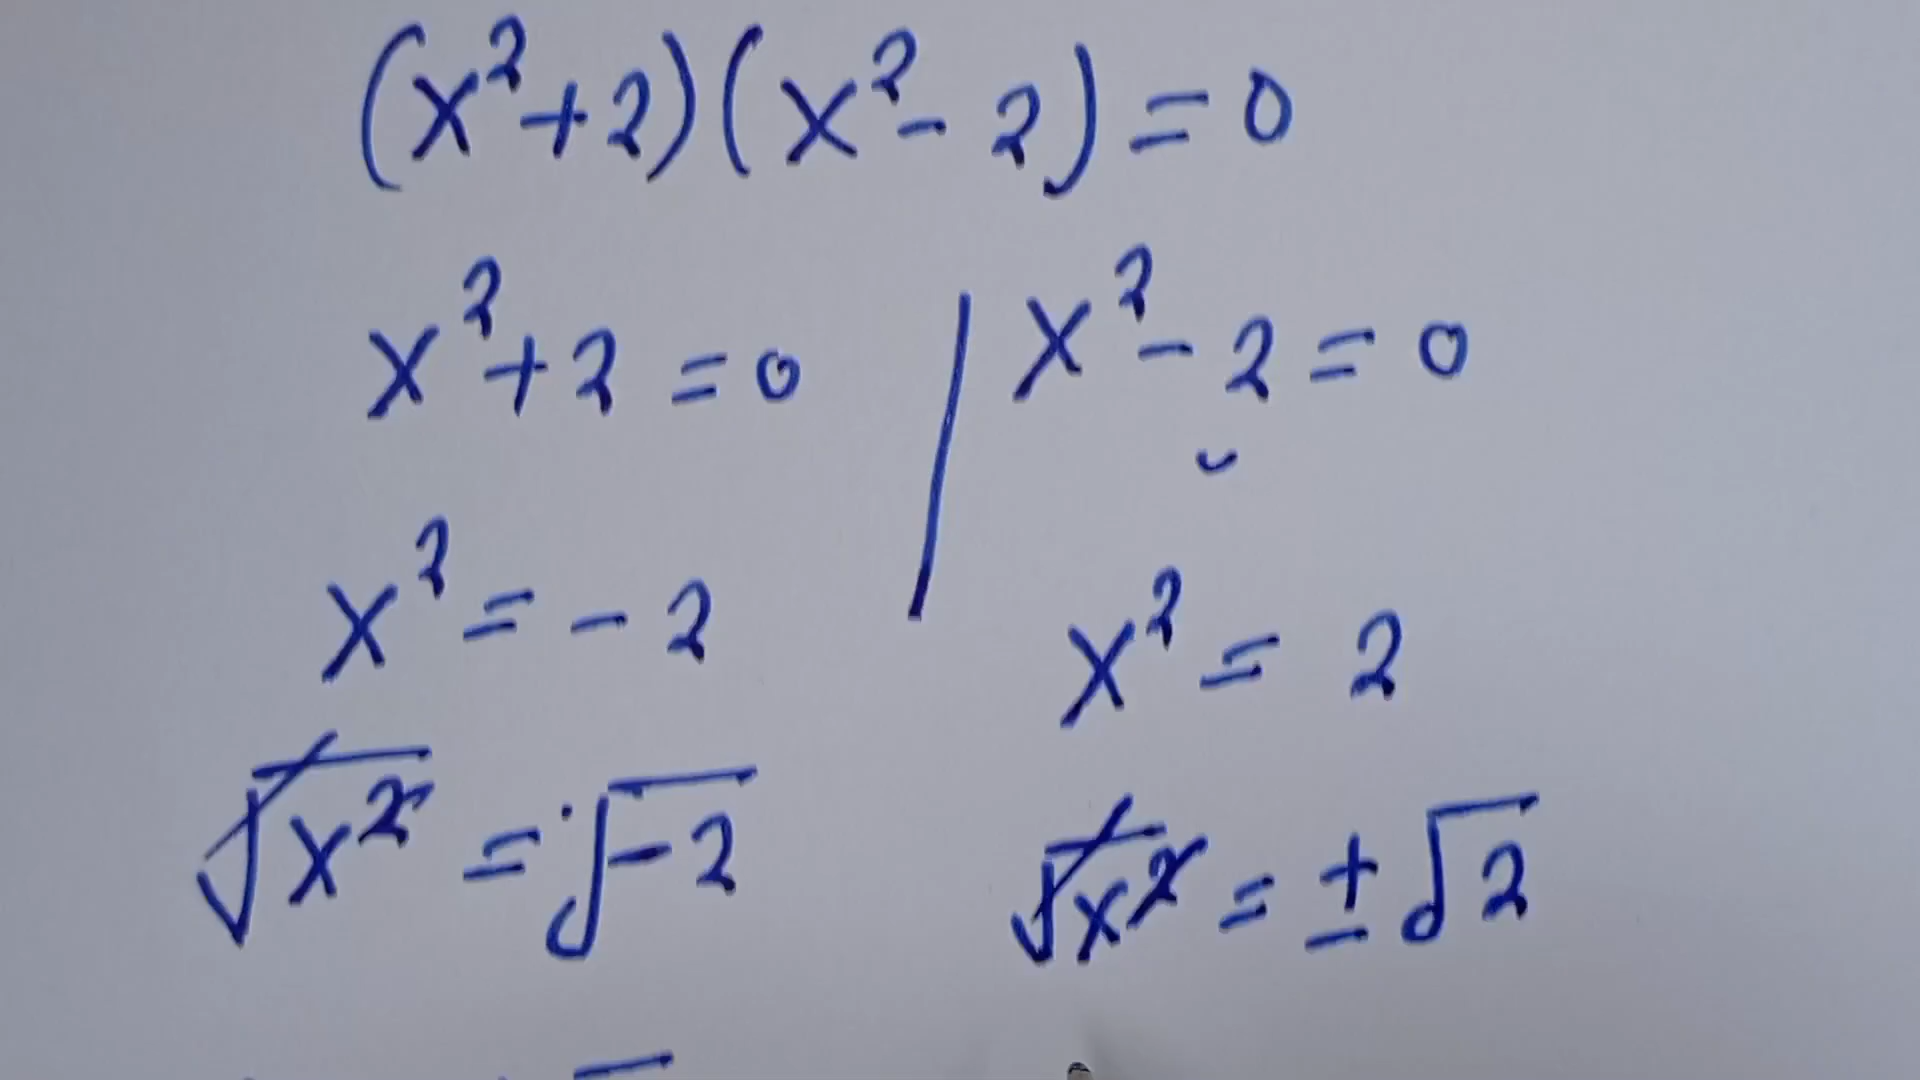 (x²+2)(x²-2)=0
x²+2=0 | x²-2=0
x²=-2
x²=2
√x²=√-2
√x²=±√2